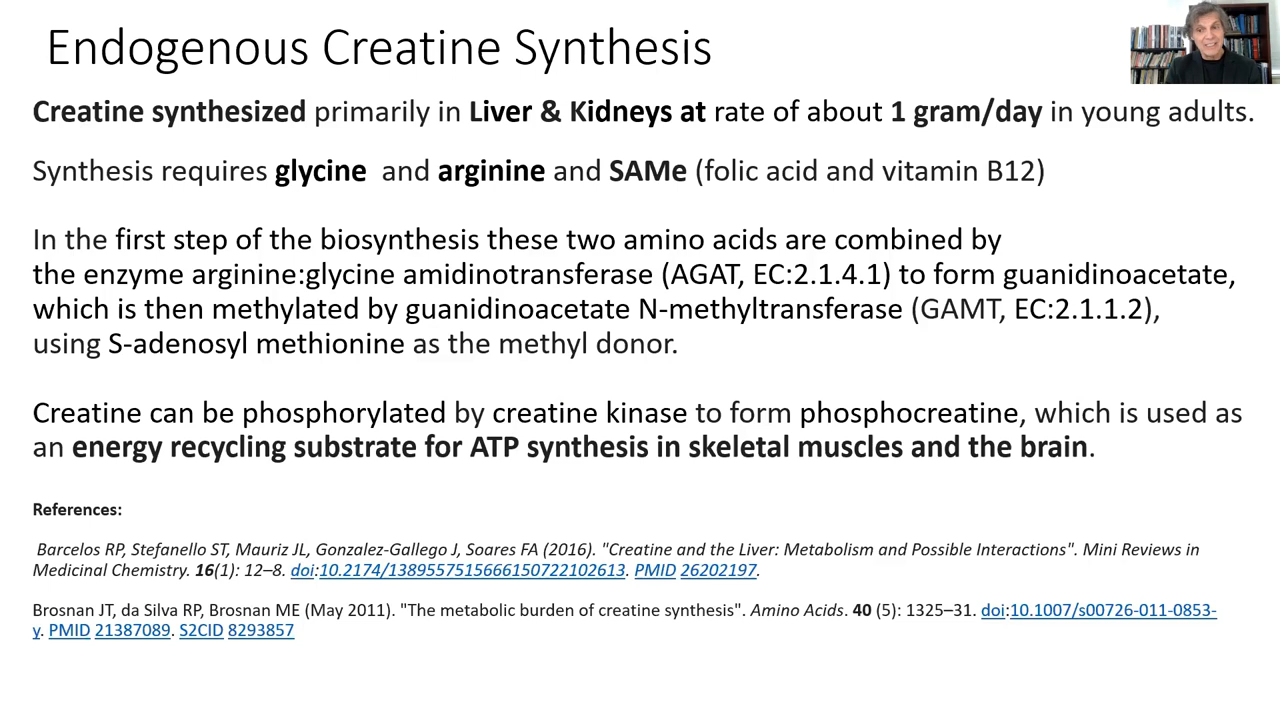 Endogenous Creatine Synthesis
Creatine synthesized primarily in Liver & Kidneys at rate of about 1 gram/day in young adults.
Synthesis requires glycine and arginine and SAMe (folic acid and vitamin B12)
In the first step of the biosynthesis these two amino acids are combined by
the enzyme arginine:glycine amidinotransferase (AGAT, EC:2.1.4.1) to form guanidinoacetate,
which is then methylated by guanidinoacetate N-methyltransferase (GAMT, EC:2.1.1.2),
using S-adenosyl methionine as the methyl donor.
Creatine can be phosphorylated by creatine kinase to form phosphocreatine, which is used as
an energy recycling substrate for ATP synthesis in skeletal muscles and the brain.
References:
Barcelos RP, Stefanello ST, Mauriz JL, Gonzalez-Gallego J, Soares FA (2016). "Creatine and the Liver: Metabolism and Possible Interactions". Mini Reviews in
Medicinal Chemistry. 16(1): 12–8. doi:10.2174/1389557515666150722102613. PMID 26202197.
Brosnan JT, da Silva RP, Brosnan ME (May 2011). "The metabolic burden of creatine synthesis". Amino Acids. 40 (5): 1325–31. doi:10.1007/s00726-011-0853-
y. PMID 21387089. S2CID 8293857